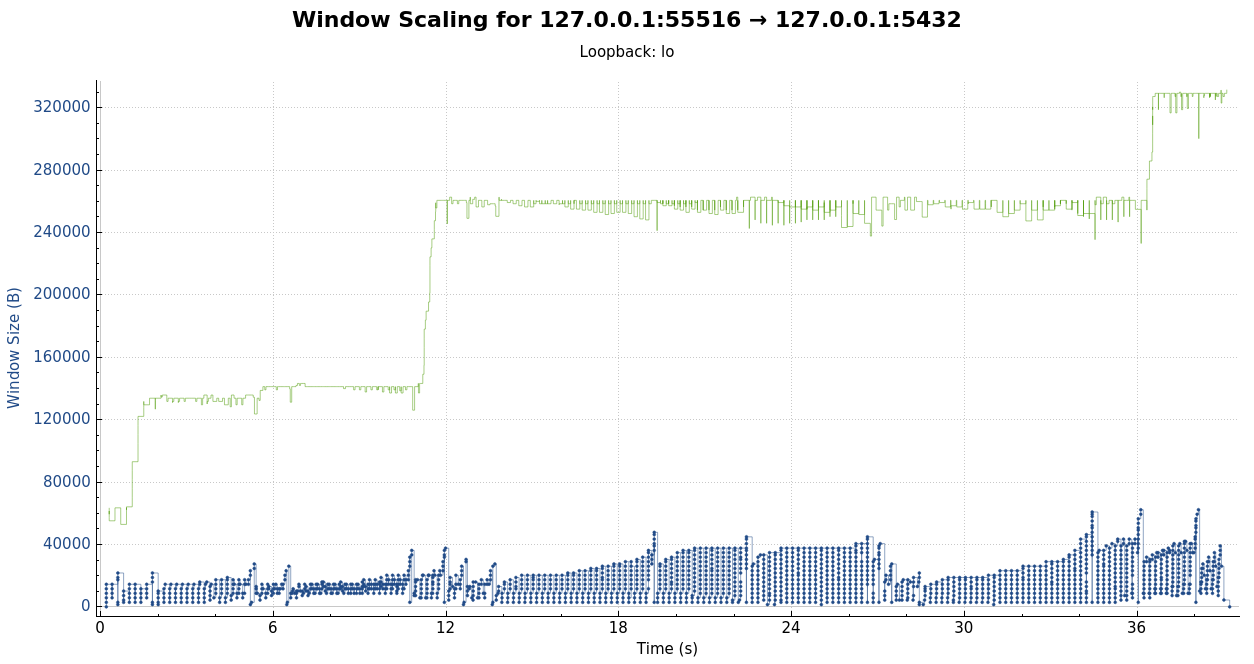 Window Scaling for 127.0.0.1:55516 → 127.0.0.1:5432
Loopback: lo
Window Size (B)
320000
280000
240000
200000
160000
120000
80000
40000
0
0 6 12 18 24 30 36
Time (s)